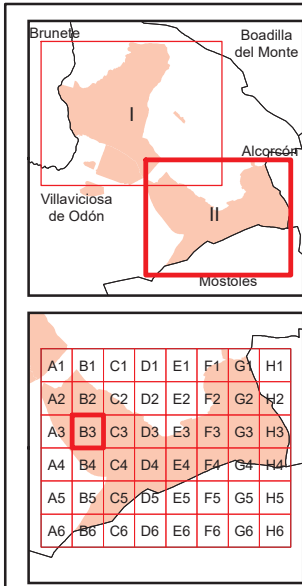 Brunete
Boadilla
del Monte
I
Alcorcón
Villaviciosa
de Odón
II
Móstoles
A1 B1 C1 D1 E1 F1 G1 H1
A2 B2 C2 D2 E2 F2 G2 H2
A3 B3 C3 D3 E3 F3 G3 H3
A4 B4 C4 D4 E4 F4 G4 H4
A5 B5 C5 D5 E5 F5 G5 H5
A6 B6 C6 D6 E6 F6 G6 H6